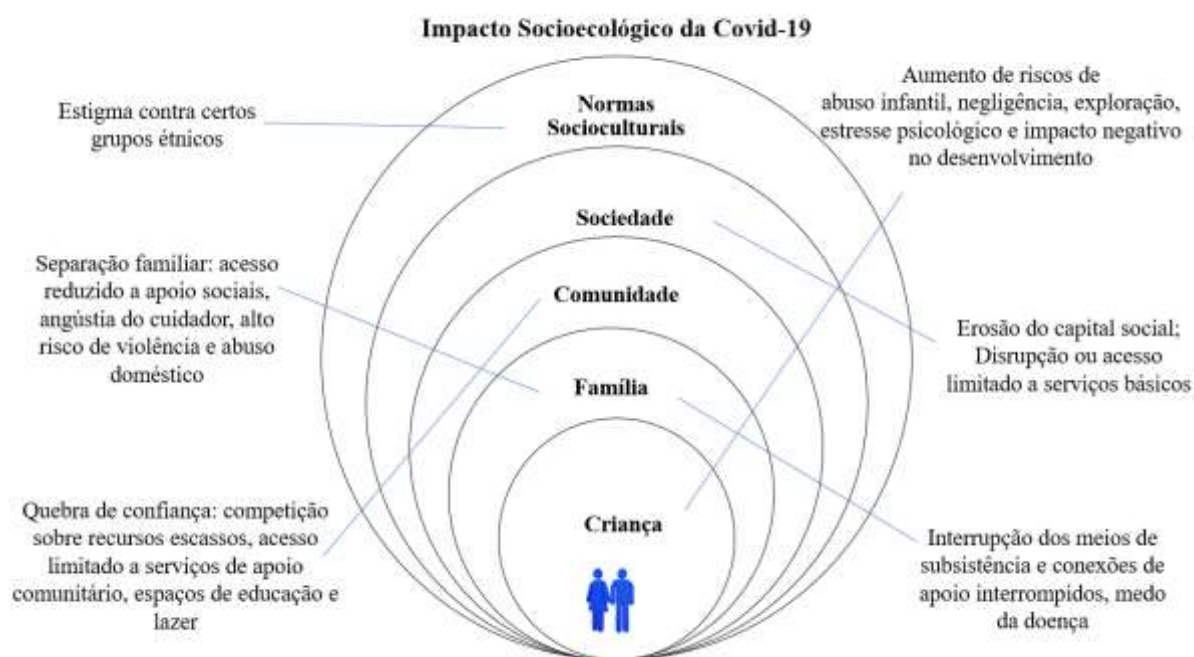 Impacto Socioecológico da Covid-19
Estigma contra certos
grupos étnicos
Normas
Socioculturais
Aumento de riscos de
abuso infantil, negligência, exploração,
estresse psicológico e impacto negativo
no desenvolvimento
Sociedade
Separação familiar: acesso
reduzido a apoio sociais,
angústia do cuidador, alto
risco de violência e abuso
doméstico
Comunidade
Erosão do capital social;
Disrupção ou acesso
limitado a serviços básicos
Família
Quebra de confiança: competição
sobre recursos escassos, acesso
limitado a serviços de apoio
comunitário, espaços de educação e
lazer
Criança
Interrupção dos meios de
subsistência e conexões de
apoio interrompidos, medo
da doença